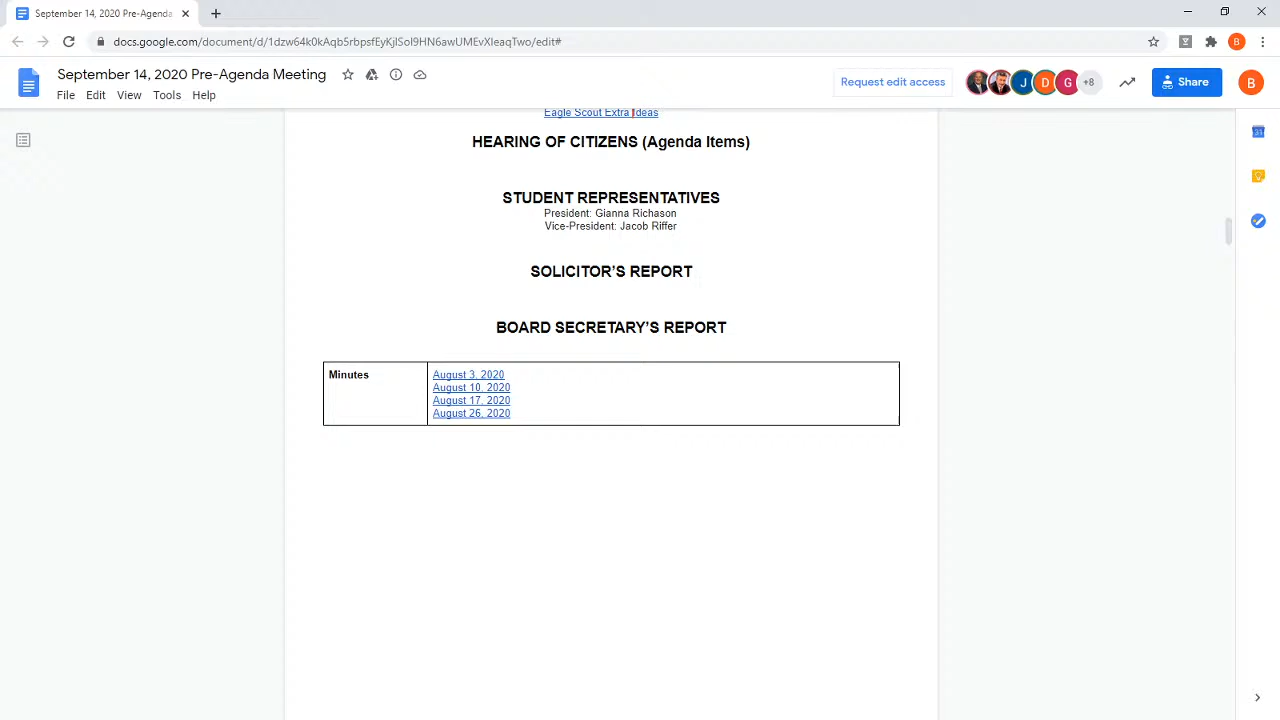 September 14, 2020 Pre-Agenda
docs.google.com/document/d/1dzw64k0kAqb5rbpsfEyKjlSol9HN6awUMEvXIeaqTwo/edit#
B
September 14, 2020 Pre-Agenda Meeting
File Edit View Tools Help
Request edit access
J D G +8
Share
B
31
Eagle Scout Extra Ideas
HEARING OF CITIZENS (Agenda Items)
STUDENT REPRESENTATIVES
President: Gianna Richason
Vice-President: Jacob Riffer
SOLICITOR'S REPORT
BOARD SECRETARY'S REPORT
Minutes
August 3, 2020
August 10, 2020
August 17, 2020
August 26, 2020